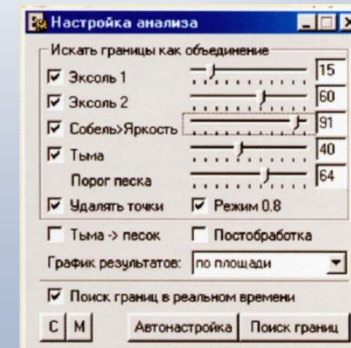 Настройка анализа
Искать границы как объединение
Эксоль 1 15
Эксоль 2 60
Собель>Яркость 91
Тьма 40
Порог песка 64
Удалять точки Режим 0.8
Тьма -> песок Постобработка
График результатов: по площади
Поиск границ в реальном времени
С М Автонастройка Поиск границ